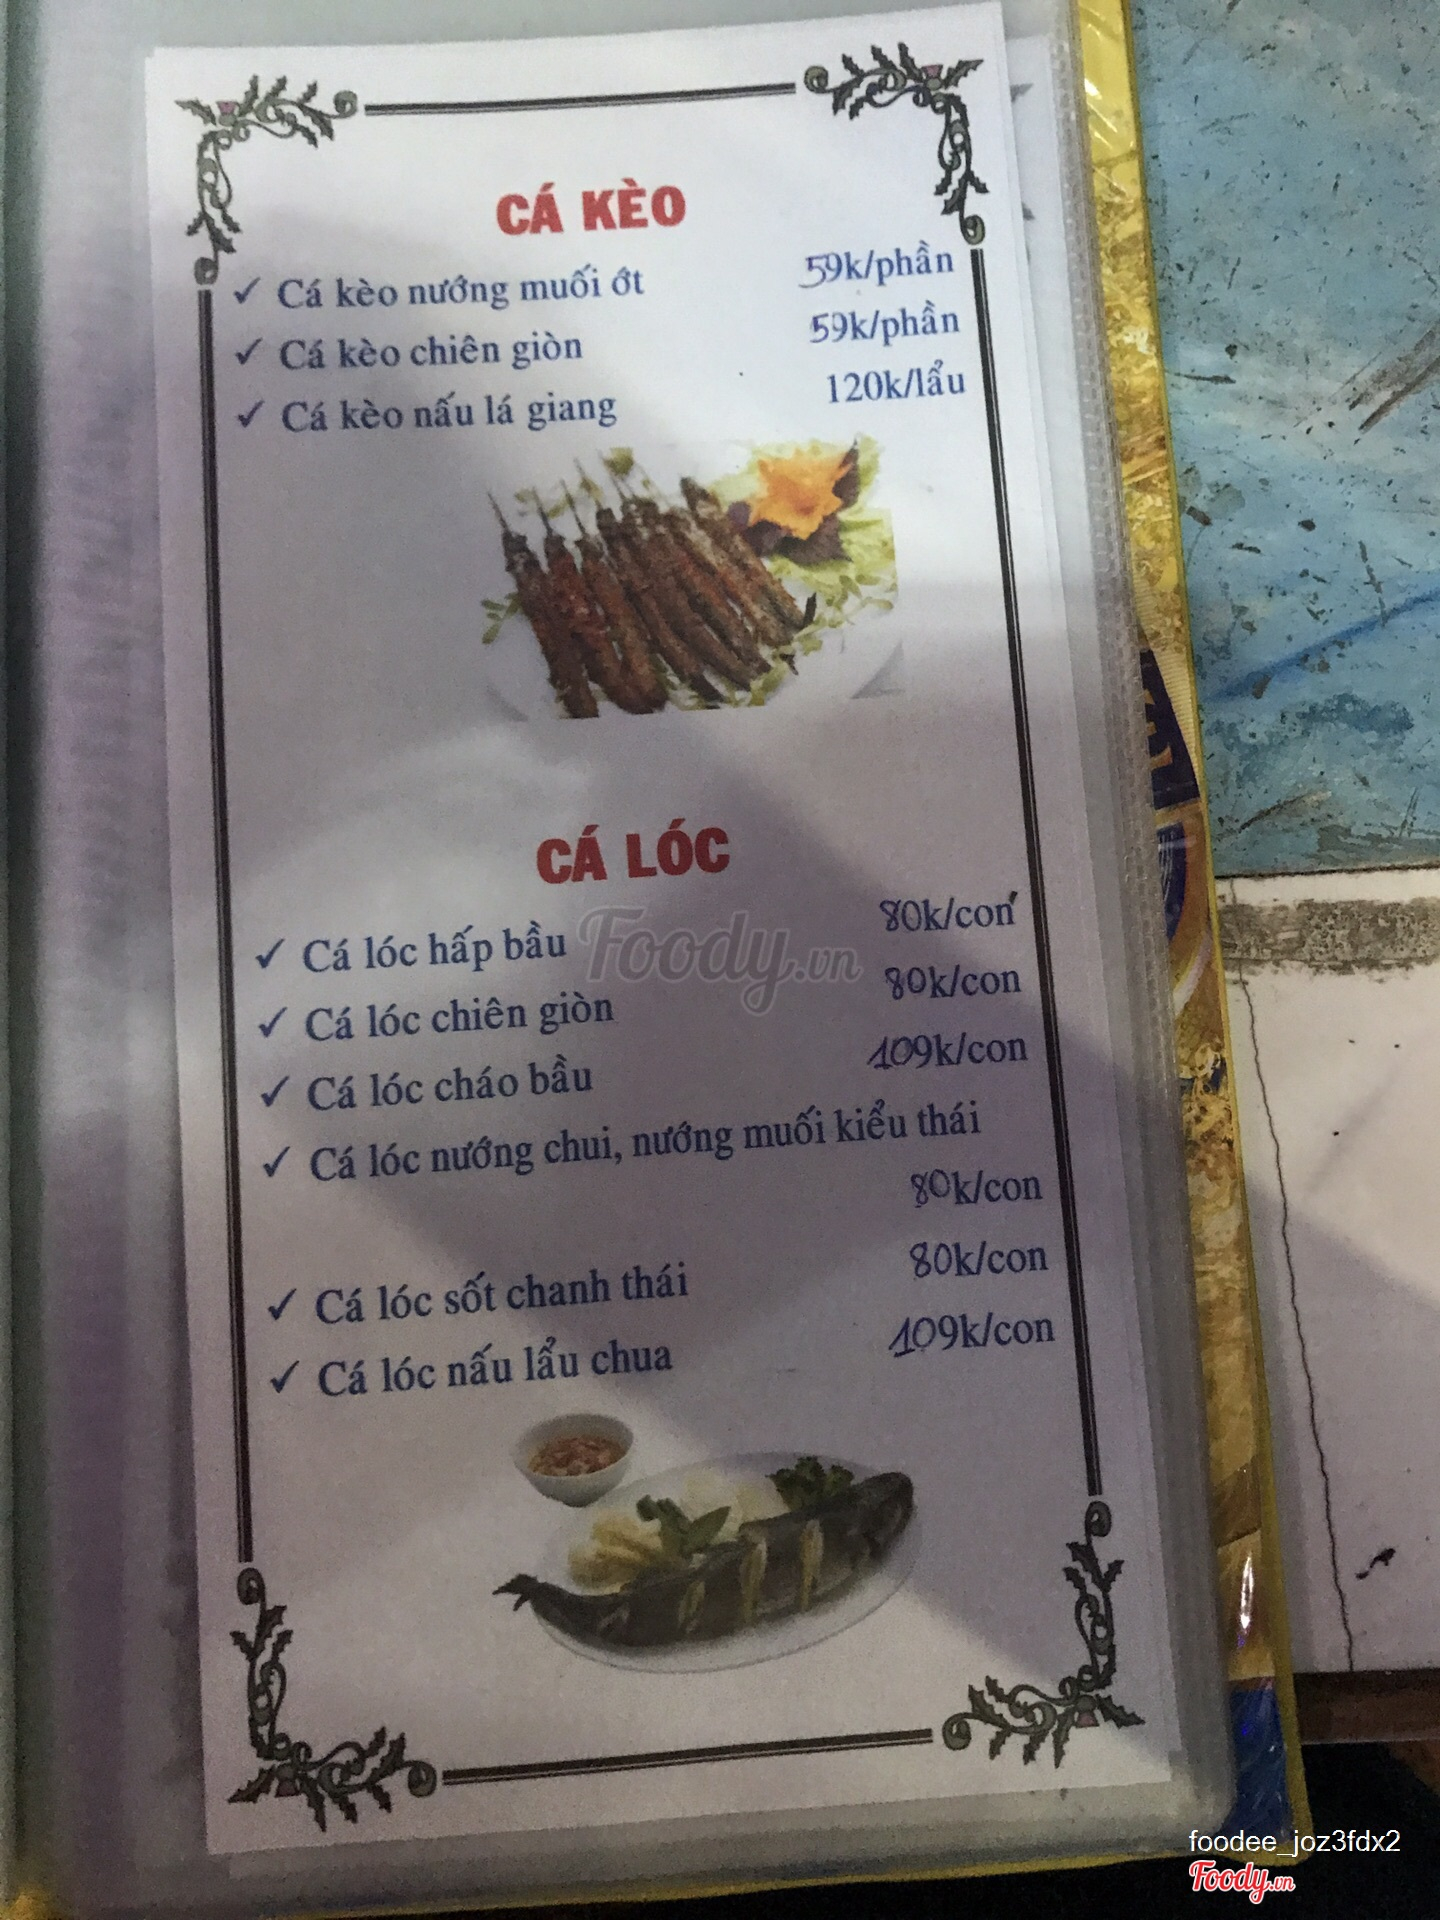 CÁ KÈO
✓ Cá kèo nướng muối ớt 59k/phần
✓ Cá kèo chiên giòn 59k/phần
✓ Cá kèo nấu lá giang 120k/lẩu
CÁ LÓC
✓ Cá lóc hấp bầu 80k/con
✓ Cá lóc chiên giòn 80k/con
✓ Cá lóc cháo bầu 109k/con
✓ Cá lóc nướng chui, nướng muối kiểu thái
80k/con
✓ Cá lóc sốt chanh thái 80k/con
✓ Cá lóc nấu lẩu chua 109k/con
Foody.vn
foodee_joz3fdx2
Foody.vn